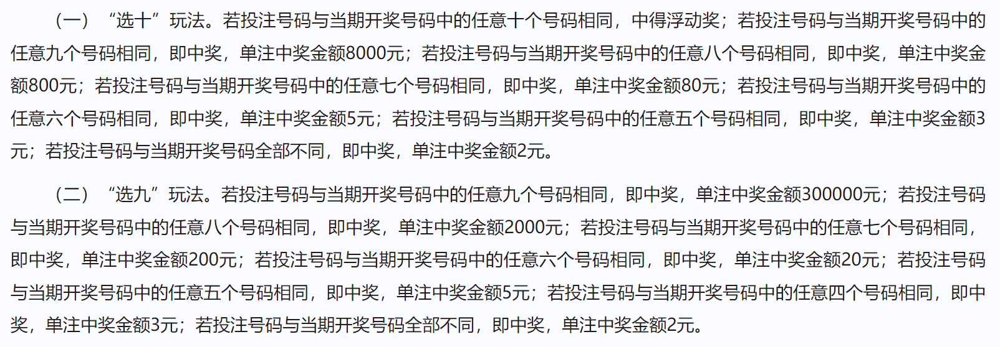 （一）“选十”玩法。若投注号码与当期开奖号码中的任意十个号码相同，中得浮动奖；若投注号码与当期开奖号码中的
任意九个号码相同，即中奖，单注中奖金额8000元；若投注号码与当期开奖号码中的任意八个号码相同，即中奖，单注中奖金
额800元；若投注号码与当期开奖号码中的任意七个号码相同，即中奖，单注中奖金额80元；若投注号码与当期开奖号码中的
任意六个号码相同，即中奖，单注中奖金额5元；若投注号码与当期开奖号码中的任意五个号码相同，即中奖，单注中奖金额3
元；若投注号码与当期开奖号码全部不同，即中奖，单注中奖金额2元。
（二）“选九”玩法。若投注号码与当期开奖号码中的任意九个号码相同，即中奖，单注中奖金额300000元；若投注号码
与当期开奖号码中的任意八个号码相同，即中奖，单注中奖金额2000元；若投注号码与当期开奖号码中的任意七个号码相同，
即中奖，单注中奖金额200元；若投注号码与当期开奖号码中的任意六个号码相同，即中奖，单注中奖金额20元；若投注号码
与当期开奖号码中的任意五个号码相同，即中奖，单注中奖金额5元；若投注号码与当期开奖号码中的任意四个号码相同，即中
奖，单注中奖金额3元；若投注号码与当期开奖号码全部不同，即中奖，单注中奖金额2元。